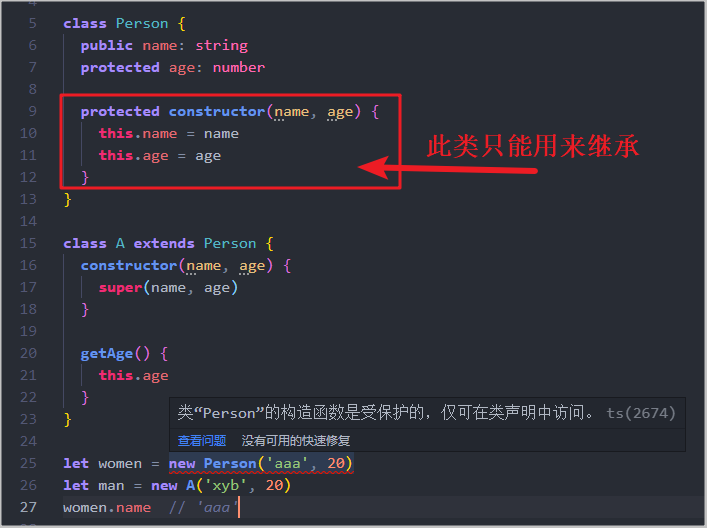 4
5 class Person {
6 public name: string
7 protected age: number
8
9 protected constructor(name, age) {
10 this.name = name
11 this.age = age
12 }
13 }
此类只能用来继承
14
15 class A extends Person {
16 constructor(name, age) {
17 super(name, age)
18 }
19
20 getAge() {
21 this.age
22 }
23 }
类“Person”的构造函数是受保护的，仅可在类声明中访问。 ts(2674)
查看问题 没有可用的快速修复
24
25 let women = new Person('aaa', 20)
26 let man = new A('xyb', 20)
27 women.name // 'aaa'